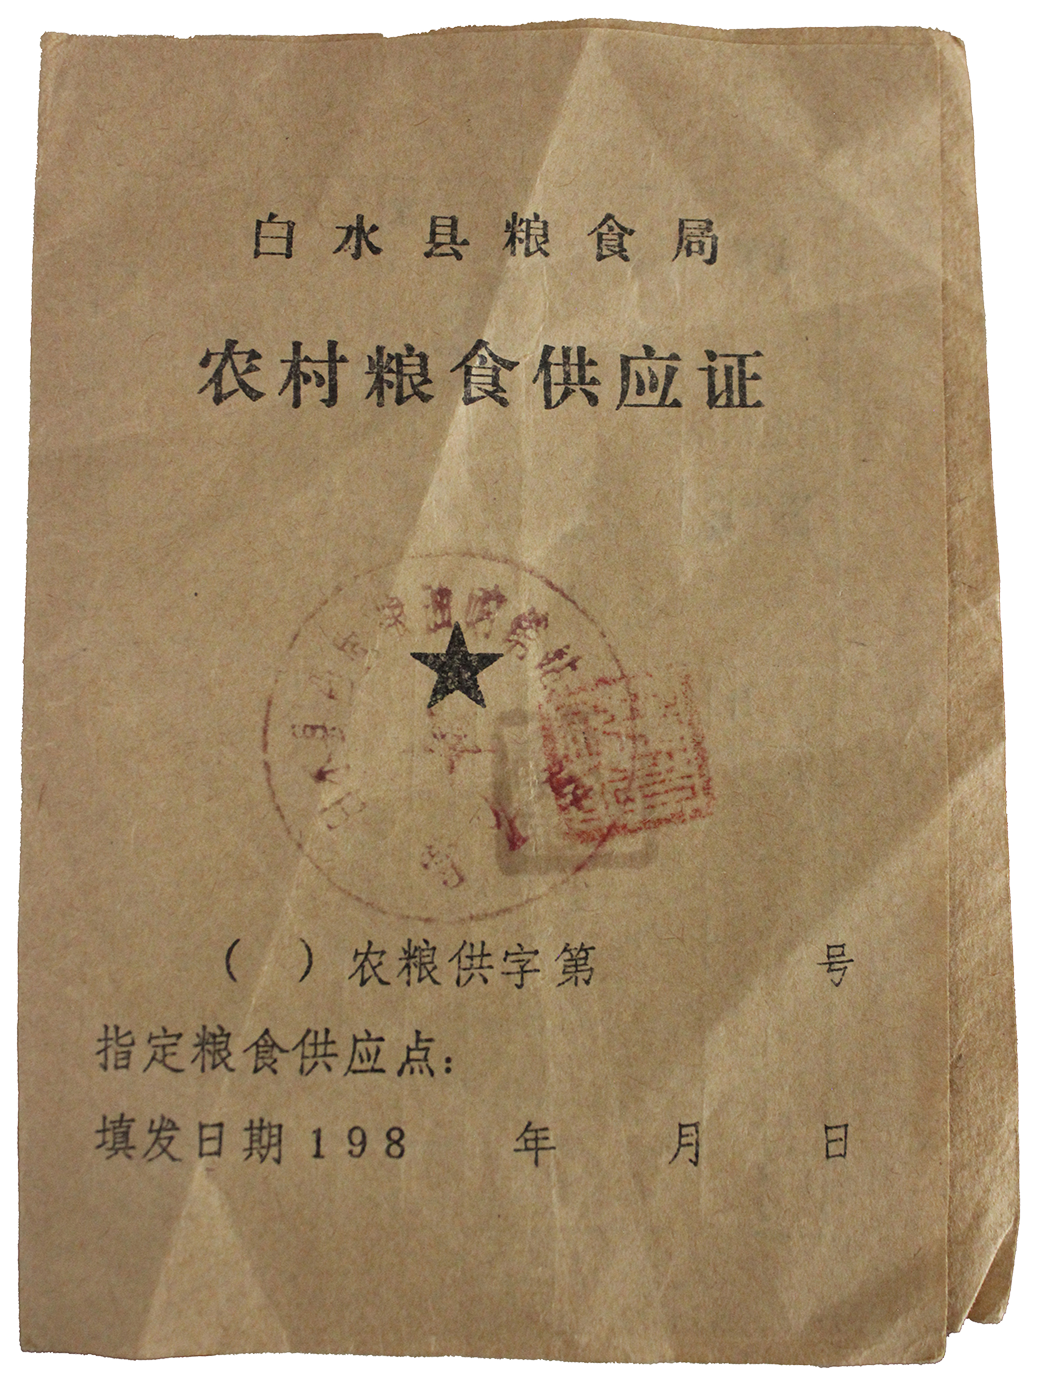 白水县粮食局
农村粮食供应证
（ ）农粮供字第 号
指定粮食供应点：
填发日期198 年 月 日